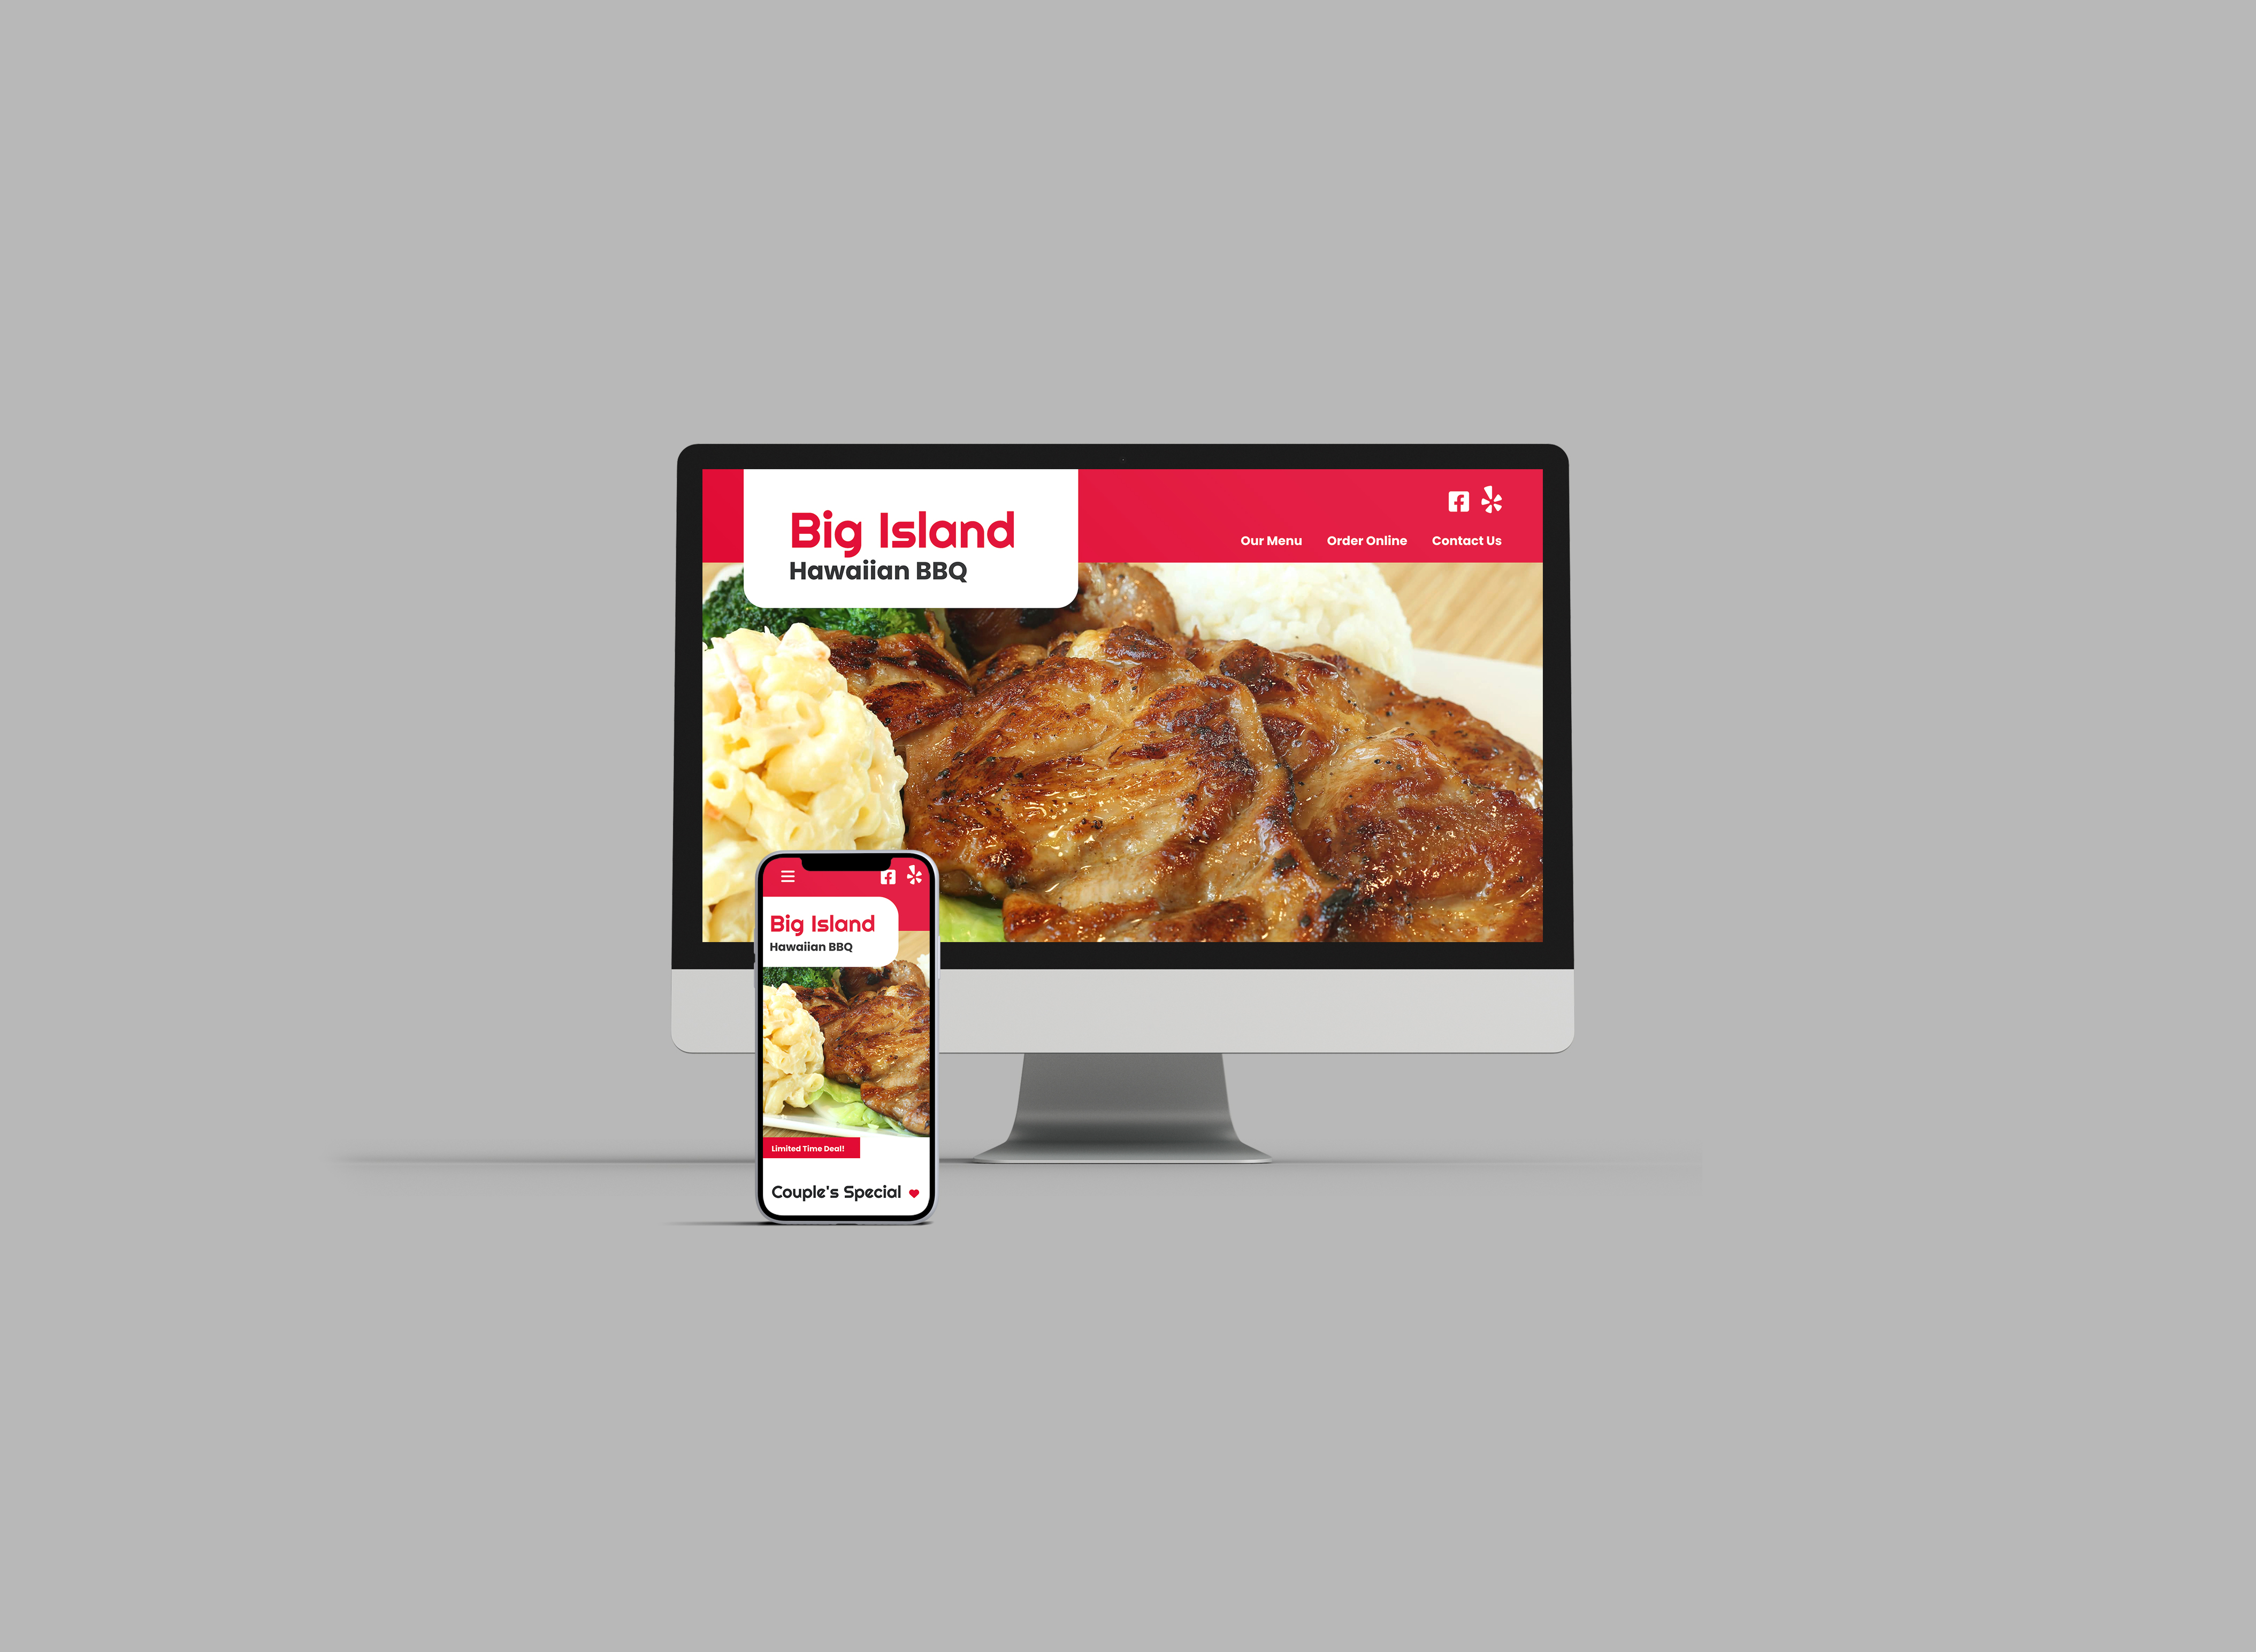 Big Island
Hawaiian BBQ
Our Menu Order Online Contact Us
Big Island
Hawaiian BBQ
Limited Time Deal!
Couple's Special